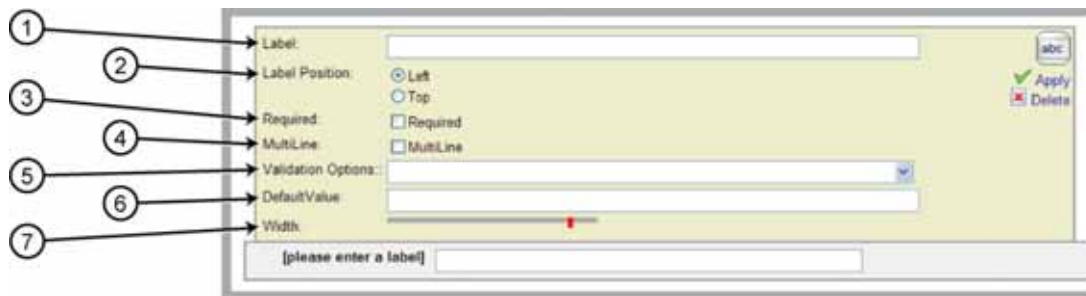 1 Label: abc
2 Label Position: Left Apply
Top Delete
3 Required: Required
4 MultiLine: MultiLine
5 Validation Options:
6 DefaultValue:
7 Width:
[please enter a label]